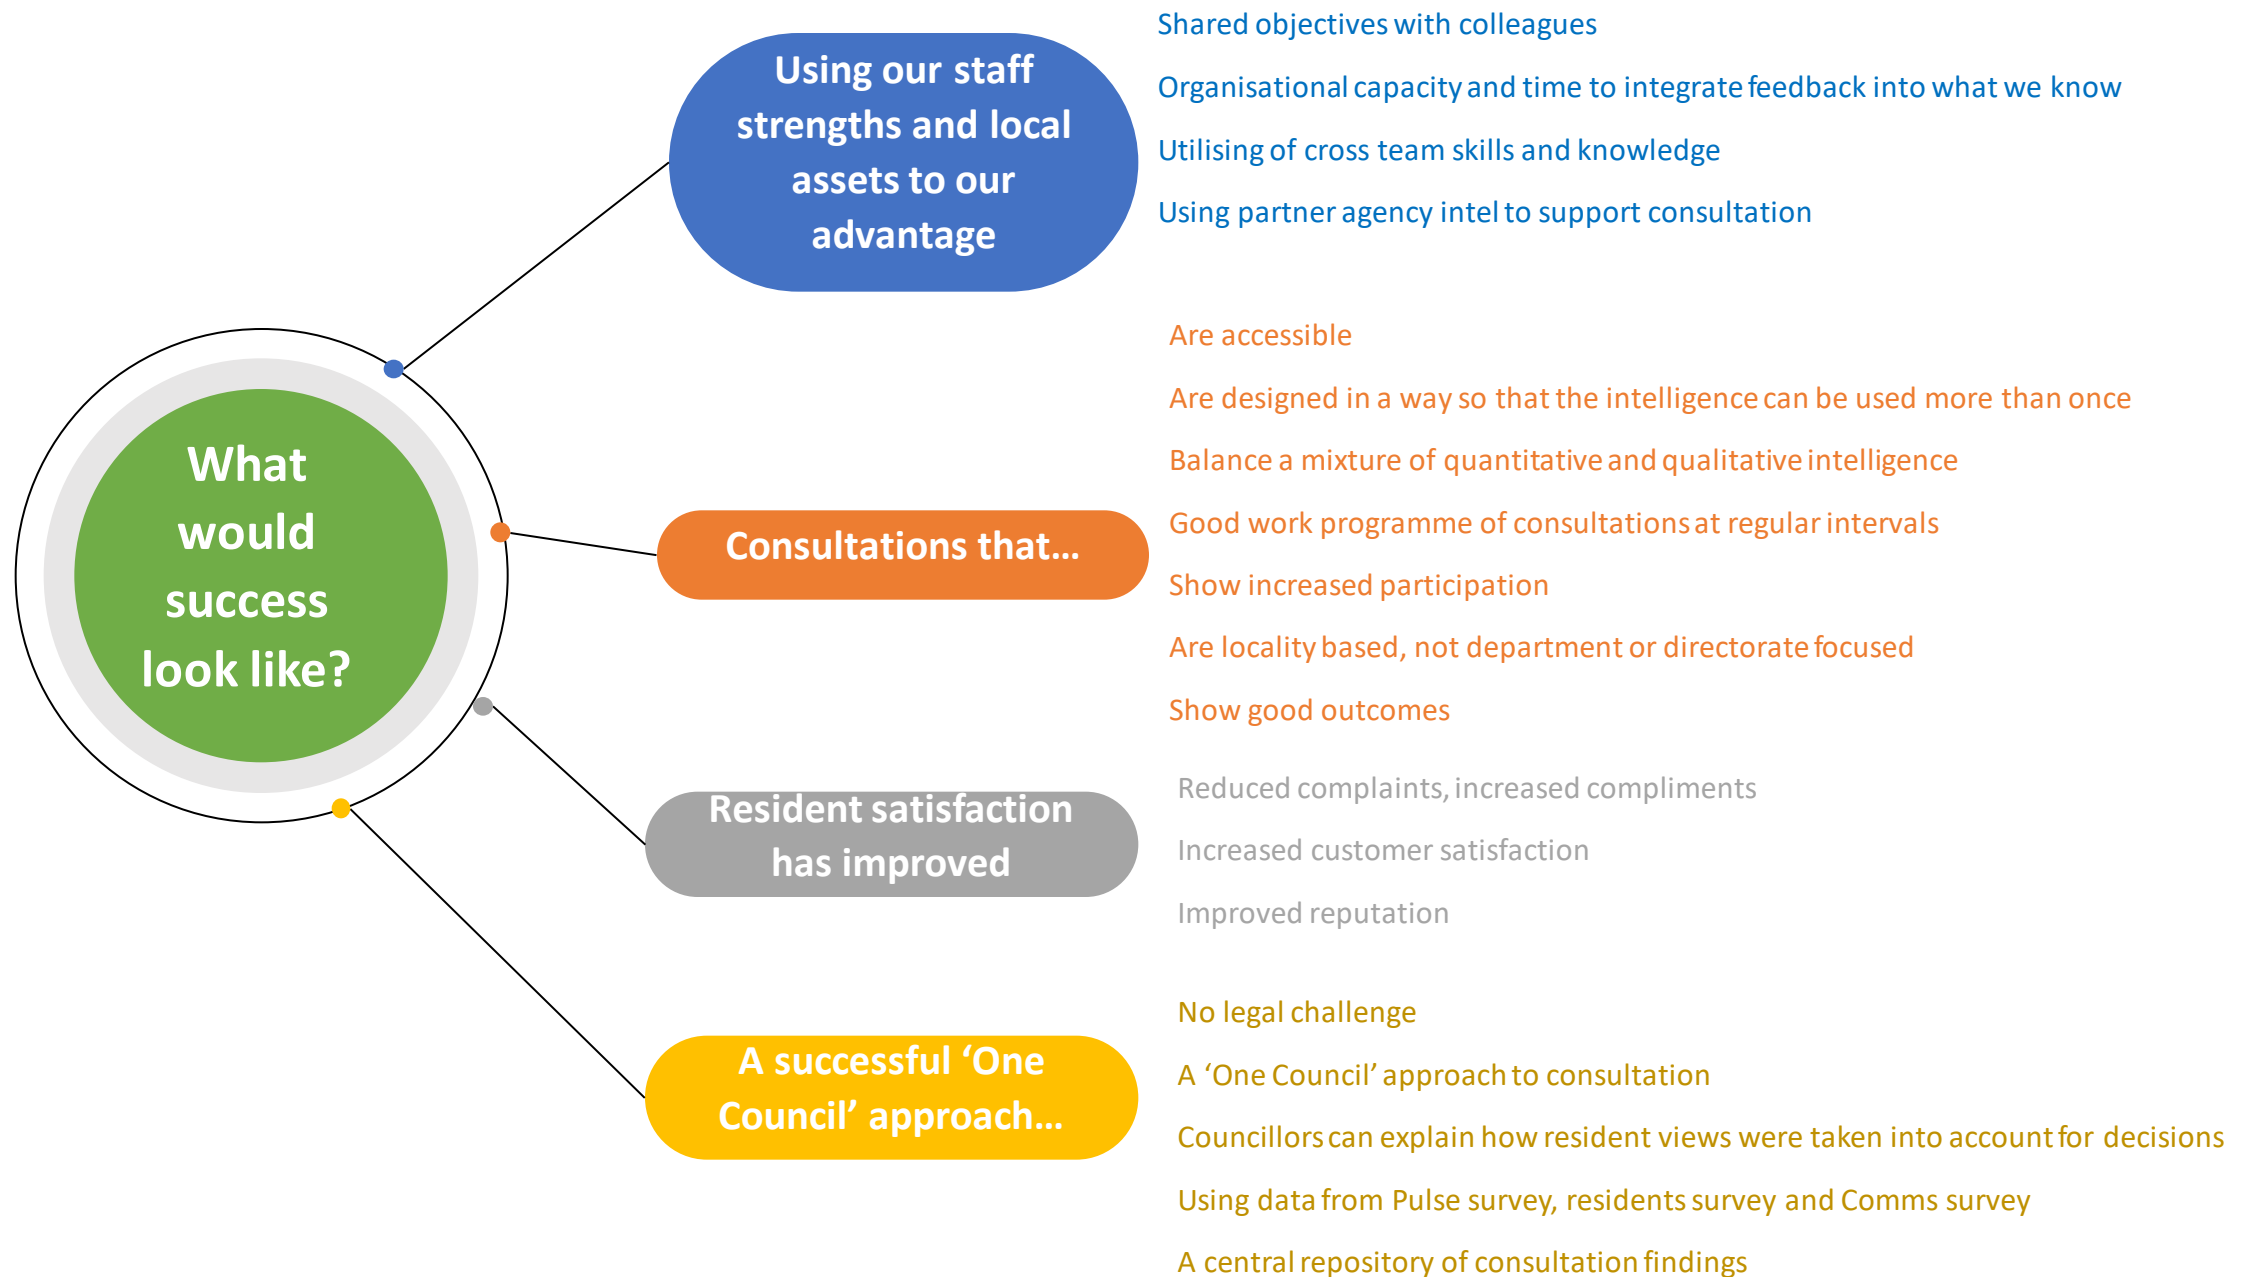 What
would
success
look like?
Using our staff
strengths and local
assets to our
advantage
Shared objectives with colleagues
Organisational capacity and time to integrate feedback into what we know
Utilising of cross team skills and knowledge
Using partner agency intel to support consultation
Consultations that…
Are accessible
Are designed in a way so that the intelligence can be used more than once
Balance a mixture of quantitative and qualitative intelligence
Good work programme of consultations at regular intervals
Show increased participation
Are locality based, not department or directorate focused
Show good outcomes
Resident satisfaction
has improved
Reduced complaints, increased compliments
Increased customer satisfaction
Improved reputation
A successful ‘One
Council’ approach…
No legal challenge
A ‘One Council’ approach to consultation
Councillors can explain how resident views were taken into account for decisions
Using data from Pulse survey, residents survey and Comms survey
A central repository of consultation findings